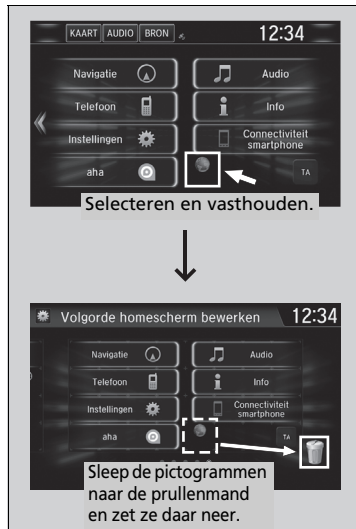 KAART AUDIO BRON 12:34
Navigatie Audio
Telefoon Info
Instellingen Connectiviteit
smartphone
aha TA
Selecteren en vasthouden.
Volgorde homescherm bewerken 12:34
Navigatie Audio
Telefoon Info
Instellingen Connectiviteit
smartphone
aha TA
Sleep de pictogrammen
naar de prullenmand
en zet ze daar neer.